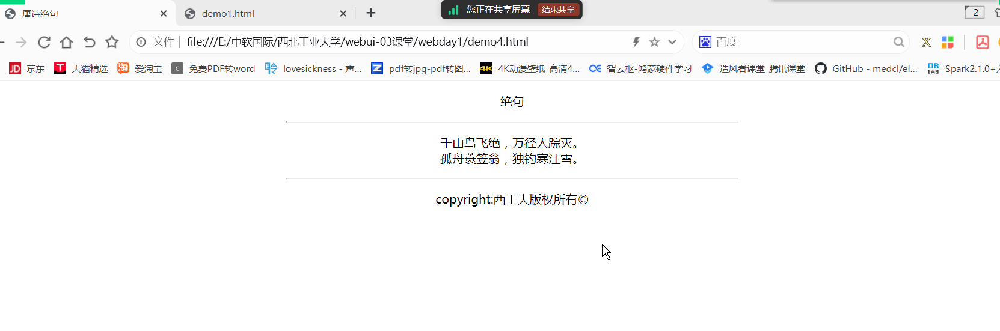 唐诗绝句
demo1.html
您正在共享屏幕 结束共享
2
文件 file:///E:/中软国际/西北工业大学/webui-03课堂/webday1/demo4.html
百度
JD 京东 T 天猫精选 淘 爱淘宝 C 免费PDF转word lovesickness - 声... Z pdf转jpg-pdf转图... 4K 4K动漫壁纸_高清4... 智云枢-鸿蒙硬件学习 造风者课堂_腾讯课堂 GitHub - medcl/el... DB LAB Spark2.1.0+
绝句
千山鸟飞绝，万径人踪灭。
孤舟蓑笠翁，独钓寒江雪。
copyright:西工大版权所有©